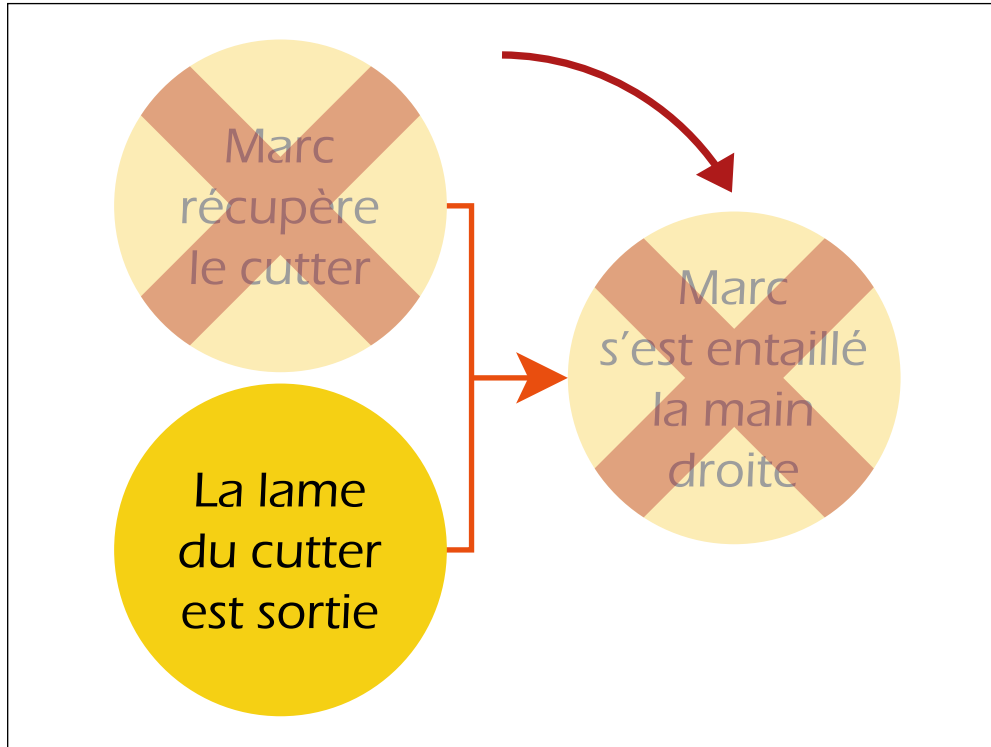 Marc
récupère
le cutter
La lame
du cutter
est sortie
Marc
s’est entaillé
la main
droite